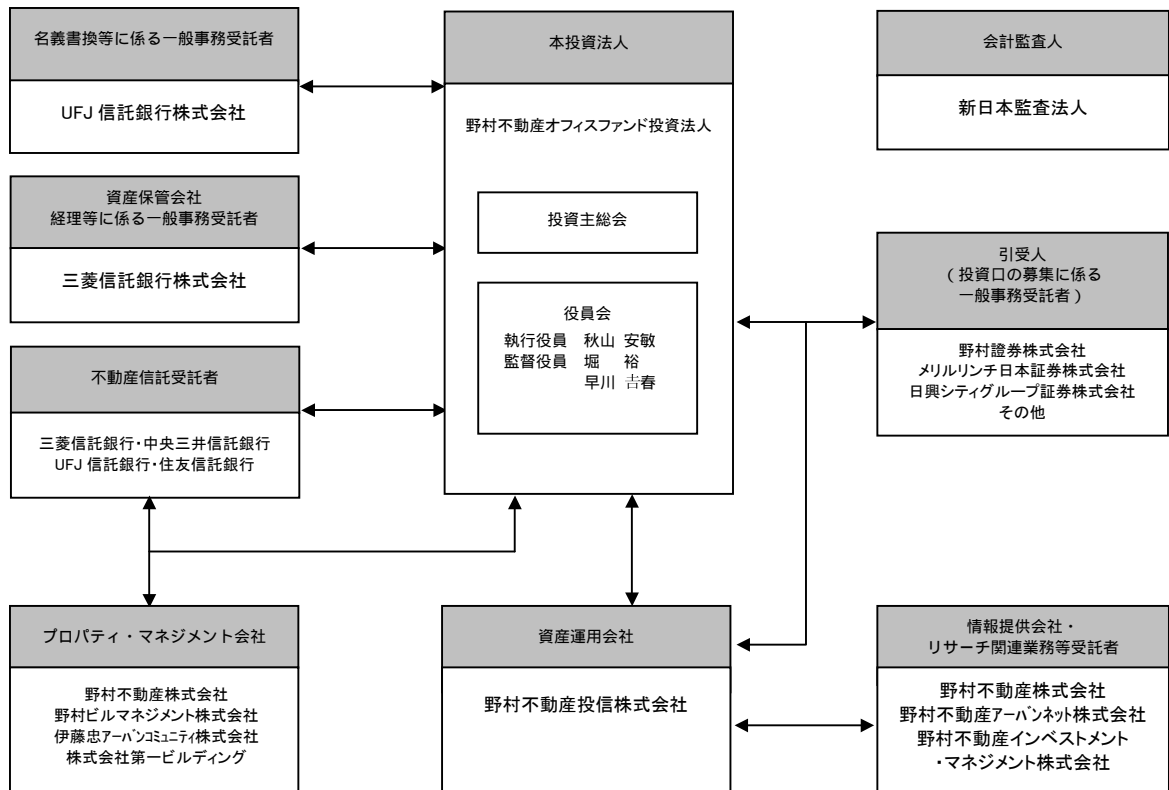 名義書換等に係る一般事務受託者
UFJ 信託銀行株式会社
資産保管会社
経理等に係る一般事務受託者
三菱信託銀行株式会社
不動産信託受託者
三菱信託銀行・中央三井信託銀行
UFJ 信託銀行・住友信託銀行
プロパティ・マネジメント会社
野村不動産株式会社
野村ビルマネジメント株式会社
伊藤忠アーバンコミュニティ株式会社
株式会社第一ビルディング
本投資法人
野村不動産オフィスファンド投資法人
投資主総会
役員会
執行役員 秋山 安敏
監督役員 堀 裕
早川 吉春
資産運用会社
野村不動産投信株式会社
会計監査人
新日本監査法人
引受人
(投資口の募集に係る
一般事務受託者)
野村證券株式会社
メリルリンチ日本証券株式会社
日興シティグループ証券株式会社
その他
情報提供会社・
リサーチ関連業務等受託者
野村不動産株式会社
野村不動産アーバンネット株式会社
野村不動産インベストメント
・マネジメント株式会社